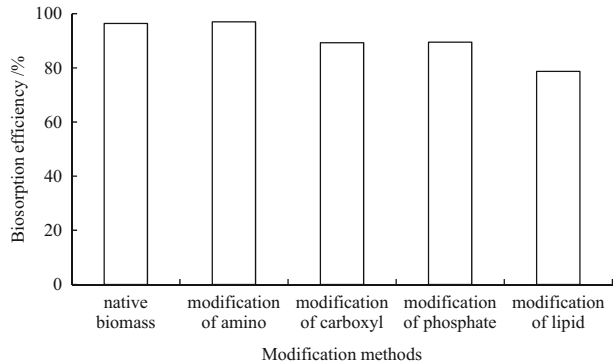 Biosorption efficiency /%
100
80
60
40
20
0
native biomass
modification of amino
modification of carboxyl
modification of phosphate
modification of lipid
Modification methods